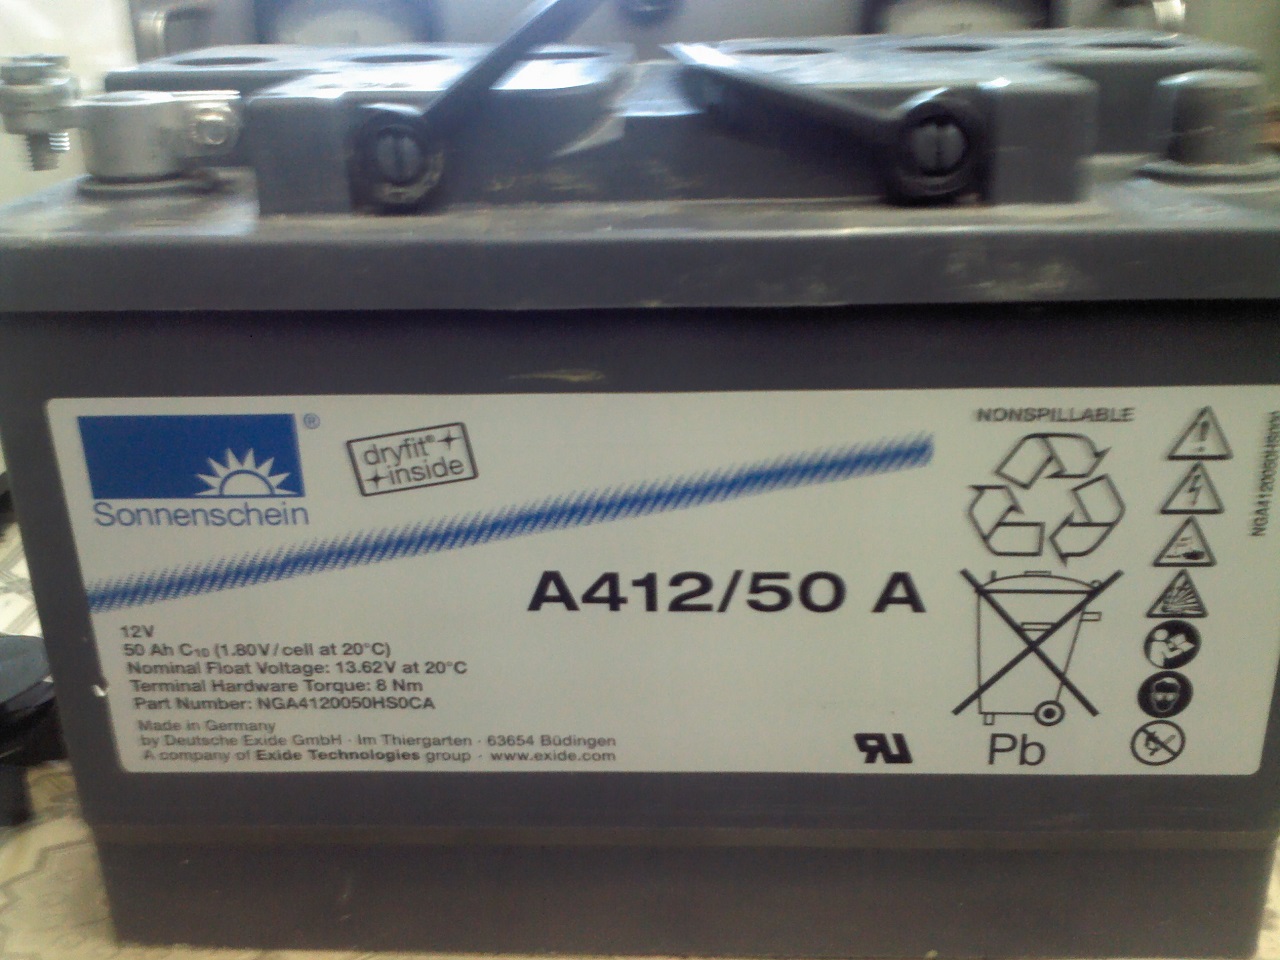 Sonnenschein
®
dryfit®
inside
NONSPILLABLE
A412/50 A
12V
50 Ah C₁₀ (1.80V/cell at 20°C)
Nominal Float Voltage: 13.62V at 20°C
Terminal Hardware Torque: 8 Nm
Part Number: NGA4120050HS0CA
Made in Germany
by Deutsche Exide GmbH · Im Thiergarten · 63654 Büdingen
A company of Exide Technologies group · www.exide.com
Pb